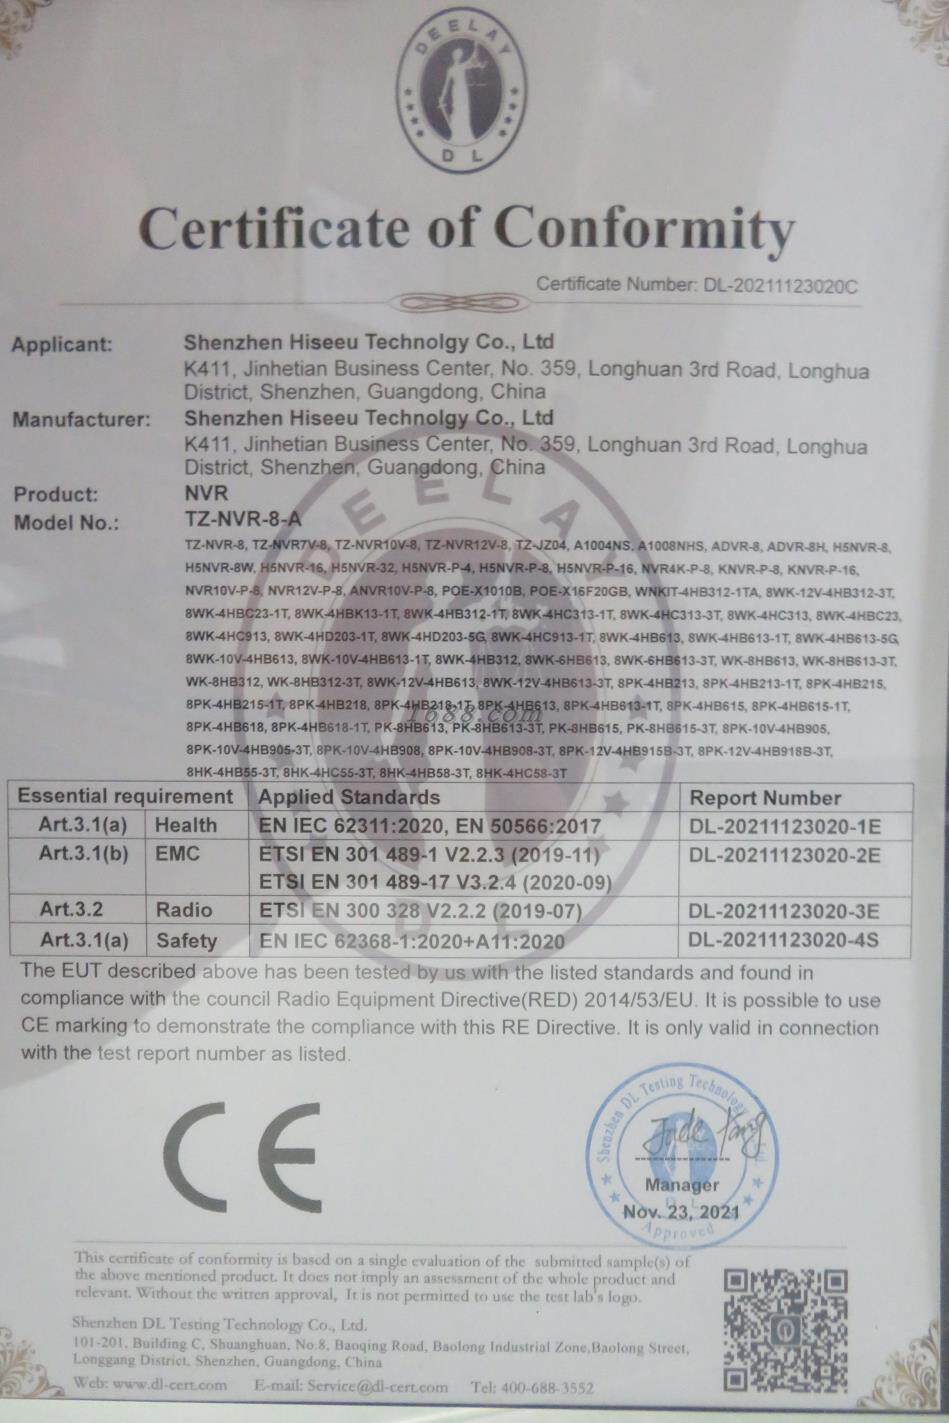 DEELAY
DL
Certificate of Conformity
Certificate Number: DL-20211123020C
Applicant: Shenzhen Hiseeu Technolgy Co., Ltd
K411, Jinhetian Business Center, No. 359, Longhuan 3rd Road, Longhua
District, Shenzhen, Guangdong, China
Manufacturer: Shenzhen Hiseeu Technolgy Co., Ltd
K411, Jinhetian Business Center, No. 359, Longhuan 3rd Road, Longhua
District, Shenzhen, Guangdong, China
Product: NVR
Model No.: TZ-NVR-8-A
TZ-NVR-8, TZ-NVR7V-8, TZ-NVR10V-8, TZ-NVR12V-8, TZ-JZ04, A1004NS, A1008NHS, ADVR-8, ADVR-8H, H5NVR-8,
H5NVR-8W, H5NVR-16, H5NVR-32, H5NVR-P-4, H5NVR-P-8, H5NVR-P-16, NVR4K-P-8, KNVR-P-8, KNVR-P-16,
NVR10V-P-8, NVR12V-P-8, ANVR10V-P-8, POE-X1010B, POE-X16F20GB, WNKIT-4HB312-1TA, 8WK-12V-4HB312-3T,
8WK-4HBC23-1T, 8WK-4HBK13-1T, 8WK-4HB312-1T, 8WK-4HC313-1T, 8WK-4HC313-3T, 8WK-4HC313, 8WK-4HBC23,
8WK-4HC913, 8WK-4HD203-1T, 8WK-4HD203-5G, 8WK-4HC913-1T, 8WK-4HB613, 8WK-4HB613-1T, 8WK-4HB613-5G,
8WK-10V-4HB613, 8WK-10V-4HB613-1T, 8WK-4HB312, 8WK-6HB613, 8WK-6HB613-3T, WK-8HB613, WK-8HB613-3T,
WK-8HB312, WK-8HB312-3T, 8WK-12V-4HB613, 8WK-12V-4HB613-3T, 8PK-4HB213, 8PK-4HB213-1T, 8PK-4HB215,
8PK-4HB215-1T, 8PK-4HB218, 8PK-4HB218-1T, 8PK-4HB613, 8PK-4HB613-1T, 8PK-4HB615, 8PK-4HB615-1T,
1688.com
8PK-4HB618, 8PK-4HB618-1T, PK-8HB613, PK-8HB613-3T, PK-8HB615, PK-8HB615-3T, 8PK-10V-4HB905,
8PK-10V-4HB905-3T, 8PK-10V-4HB908, 8PK-10V-4HB908-3T, 8PK-12V-4HB915B-3T, 8PK-12V-4HB918B-3T,
8HK-4HB55-3T, 8HK-4HC55-3T, 8HK-4HB58-3T, 8HK-4HC58-3T
Essential requirement Applied Standards Report Number
Art.3.1(a) Health EN IEC 62311:2020, EN 50566:2017 DL-20211123020-1E
Art.3.1(b) EMC ETSI EN 301 489-1 V2.2.3 (2019-11) DL-20211123020-2E
ETSI EN 301 489-17 V3.2.4 (2020-09)
Art.3.2 Radio ETSI EN 300 328 V2.2.2 (2019-07) DL-20211123020-3E
Art.3.1(a) Safety EN IEC 62368-1:2020+A11:2020 DL-20211123020-4S
The EUT described above has been tested by us with the listed standards and found in
compliance with the council Radio Equipment Directive(RED) 2014/53/EU. It is possible to use
CE marking to demonstrate the compliance with this RE Directive. It is only valid in connection
with the test report number as listed.
CE
Shenzhen DL Testing Technology Co., Ltd
Manager
Nov. 23, 2021
Approved
This certificate of conformity is based on a single evaluation of the submitted sample(s) of
the above mentioned product. It does not imply an assessment of the whole product and
relevant. Without the written approval, It is not permitted to use the test lab's logo.
Shenzhen DL Testing Technology Co., Ltd.
101-201, Building C, Shuanghuan, No.8, Baoqing Road, Baolong Industrial Zone,Baolong Street,
Longgang District, Shenzhen, Guangdong, China
Web: www.dl-cert.com E-mail: Service@dl-cert.com Tel: 400-688-3552